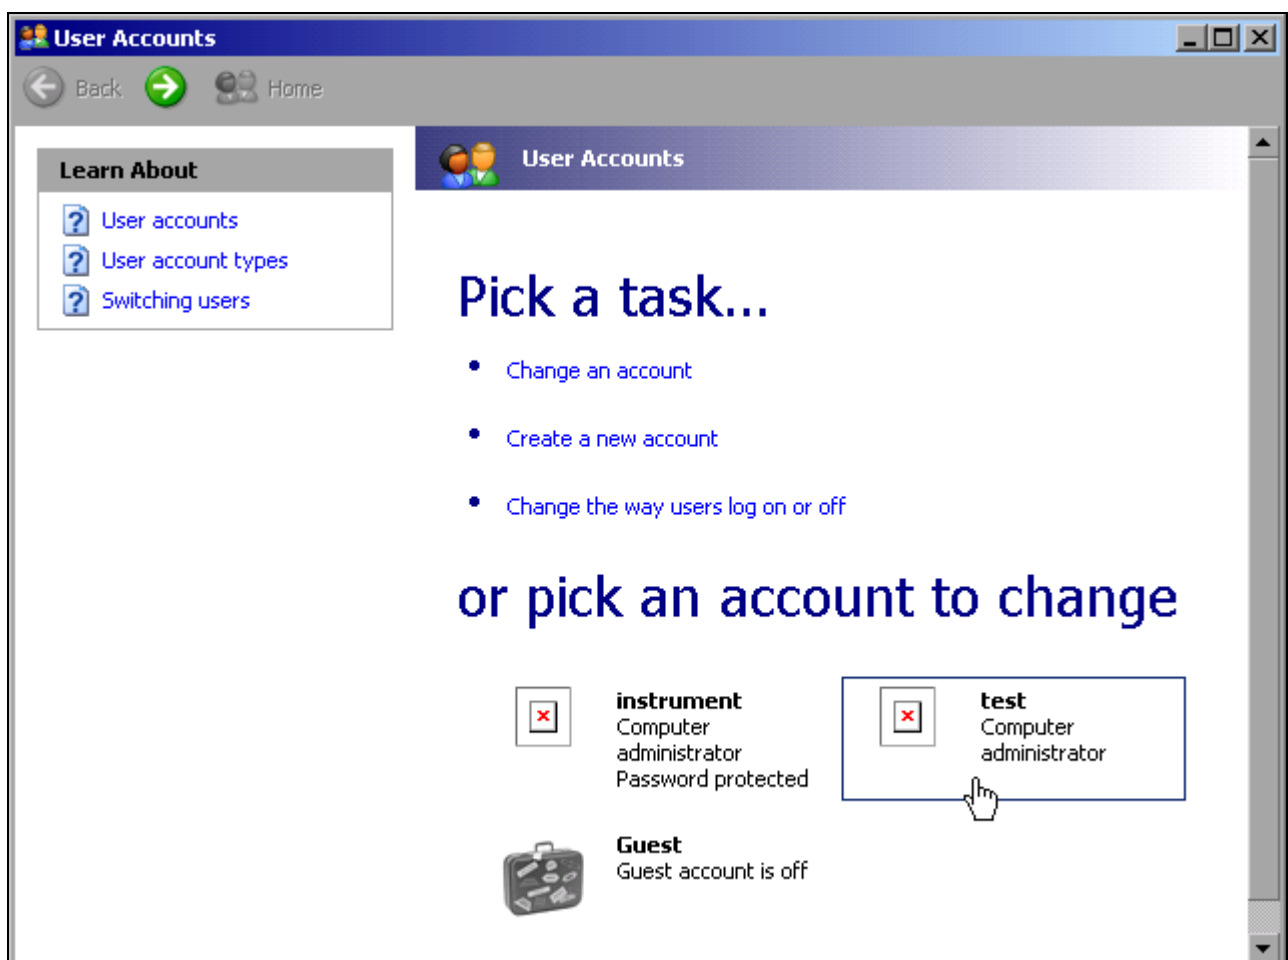 User Accounts
Back
Home
Learn About
User accounts
User account types
Switching users
User Accounts
Pick a task...
Change an account
Create a new account
Change the way users log on or off
or pick an account to change
instrument
Computer
administrator
Password protected
test
Computer
administrator
Guest
Guest account is off